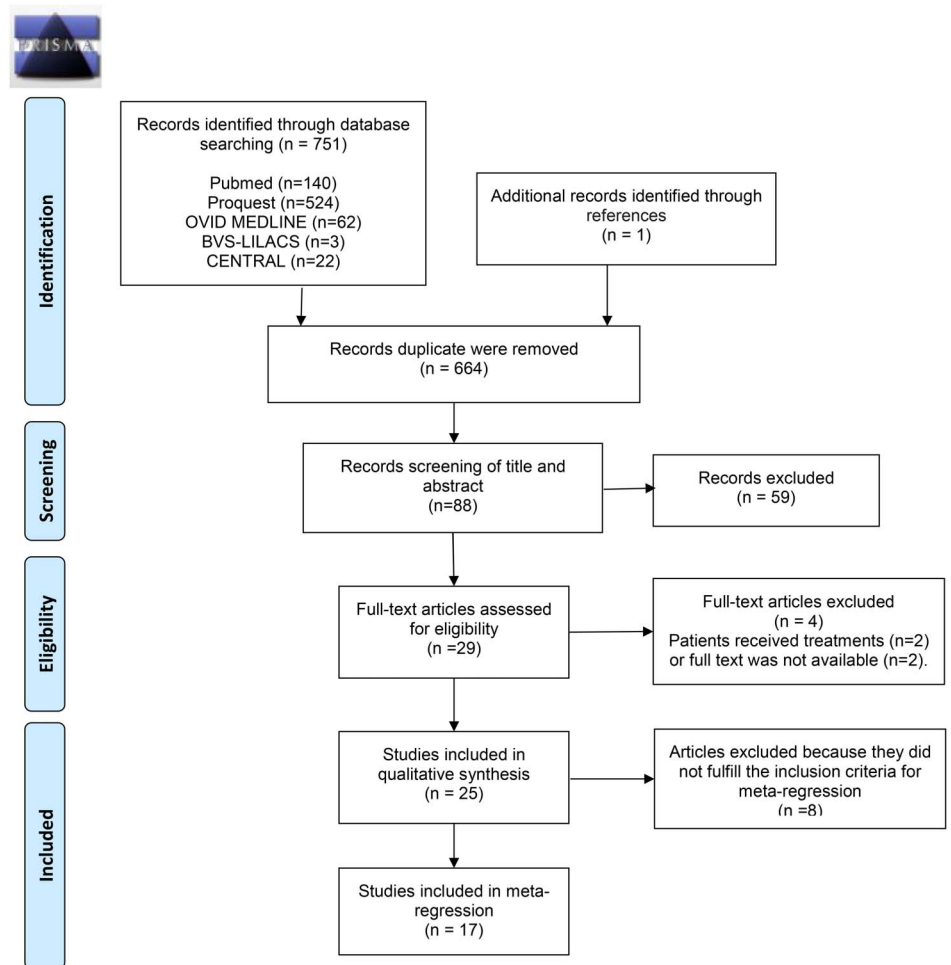 PRISMA
Identification
Records identified through database
searching (n = 751)
Pubmed (n=140)
Proquest (n=524)
OVID MEDLINE (n=62)
BVS-LILACS (n=3)
CENTRAL (n=22)
Additional records identified through
references
(n = 1)
Records duplicate were removed
(n = 664)
Screening
Records screening of title and
abstract
(n=88)
Records excluded
(n = 59)
Eligibility
Full-text articles assessed
for eligibility
(n =29)
Full-text articles excluded
(n = 4)
Patients received treatments (n=2)
or full text was not available (n=2).
Included
Studies included in
qualitative synthesis
(n = 25)
Articles excluded because they did
not fulfill the inclusion criteria for
meta-regression
(n =8)
Studies included in meta-
regression
(n = 17)